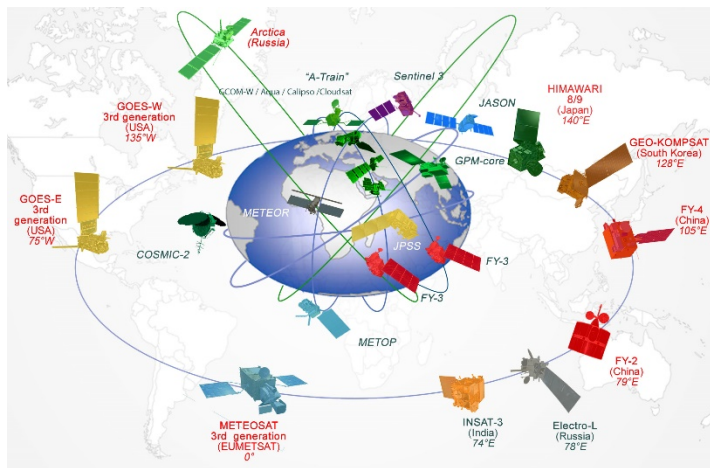 Arctica
(Russia)
"A-Train"
GCOM-W / Aqua / Calipso /Cloudsat
Sentinel 3
JASON
HIMAWARI
8/9
(Japan)
140°E
GOES-W
3rd generation
(USA)
135°W
GPM-core
GEO-KOMPSAT
(South Korea)
128°E
GOES-E
3rd
generation
(USA)
75°W
METEOR
FY-4
(China)
105°E
COSMIC-2
JPSS
FY-3
FY-3
METOP
FY-2
(China)
79°E
METEOSAT
3rd generation
(EUMETSAT)
0°
INSAT-3
(India)
74°E
Electro-L
(Russia)
78°E